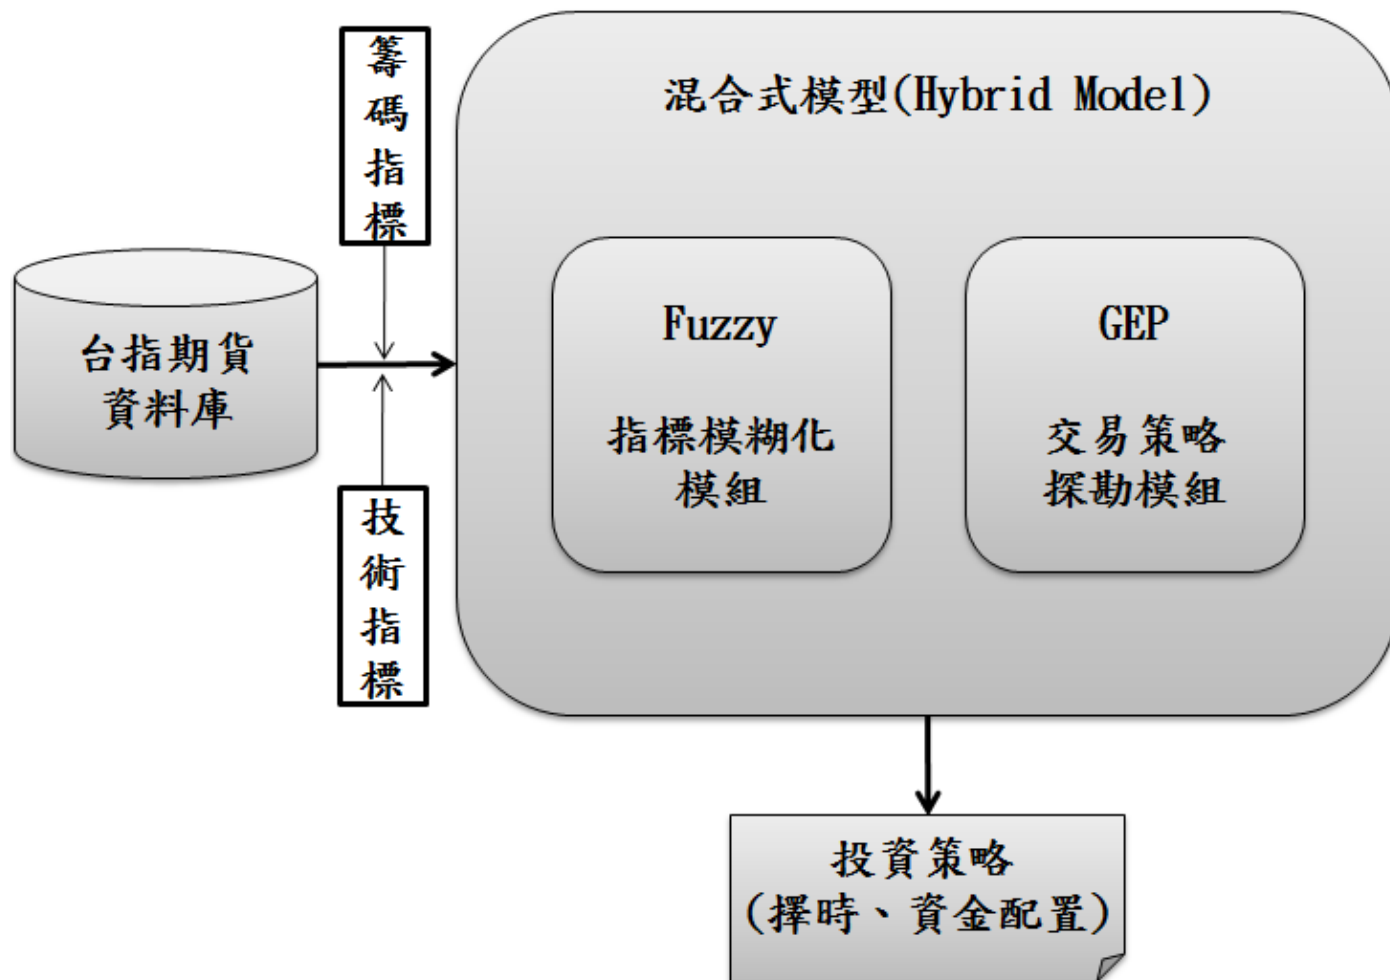 籌碼指標
混合式模型(Hybrid Model)
台指期貨
資料庫
Fuzzy
指標模糊化
模組
GEP
交易策略
探勘模組
技術指標
投資策略
(擇時、資金配置)